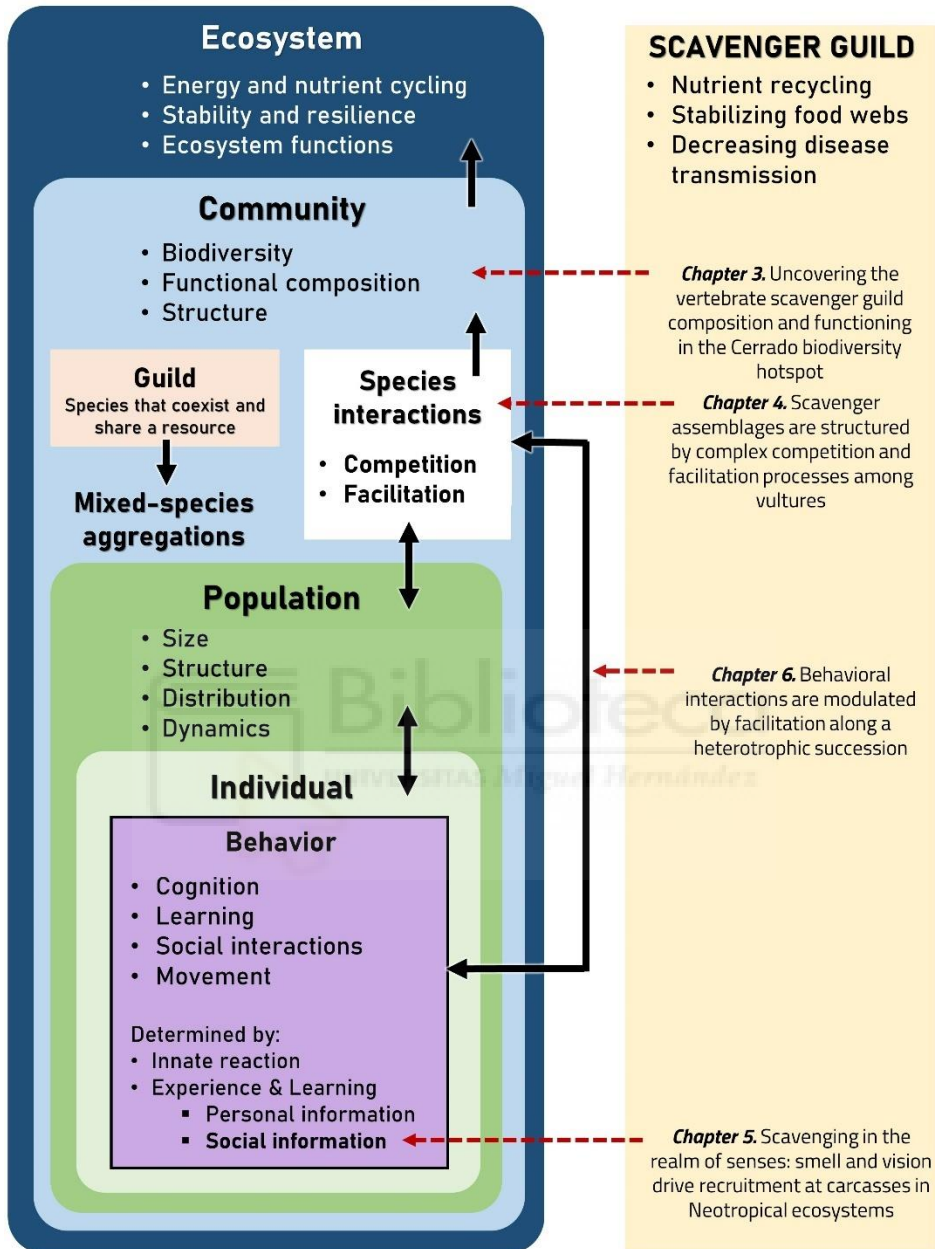 Ecosystem
• Energy and nutrient cycling
• Stability and resilience
• Ecosystem functions
Community
• Biodiversity
• Functional composition
• Structure
Guild
Species that coexist and
share a resource
Mixed-species
aggregations
Species
interactions
• Competition
• Facilitation
Population
• Size
• Structure
• Distribution
• Dynamics
Individual
Behavior
• Cognition
• Learning
• Social interactions
• Movement
Determined by:
• Innate reaction
• Experience & Learning
▪ Personal information
▪ Social information
SCAVENGER GUILD
• Nutrient recycling
• Stabilizing food webs
• Decreasing disease
transmission
Chapter 3. Uncovering the
vertebrate scavenger guild
composition and functioning
in the Cerrado biodiversity
hotspot
Chapter 4. Scavenger
assemblages are structured
by complex competition and
facilitation processes among
vultures
Chapter 6. Behavioral
interactions are modulated
by facilitation along a
heterotrophic succession
Chapter 5. Scavenging in the
realm of senses: smell and vision
drive recruitment at carcasses in
Neotropical ecosystems
Biblioteca
UNIVERSITAS Miguel Hernández